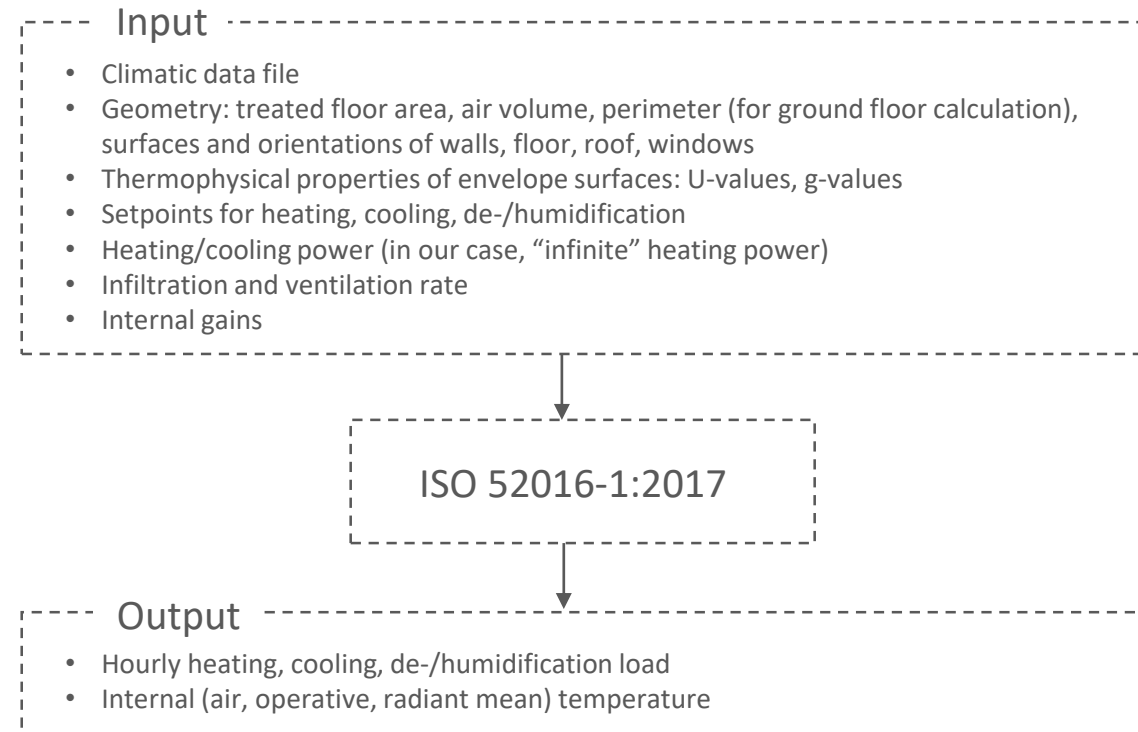 Input
• Climatic data file
• Geometry: treated floor area, air volume, perimeter (for ground floor calculation),
surfaces and orientations of walls, floor, roof, windows
• Thermophysical properties of envelope surfaces: U-values, g-values
• Setpoints for heating, cooling, de-/humidification
• Heating/cooling power (in our case, “infinite” heating power)
• Infiltration and ventilation rate
• Internal gains
ISO 52016-1:2017
Output
• Hourly heating, cooling, de-/humidification load
• Internal (air, operative, radiant mean) temperature